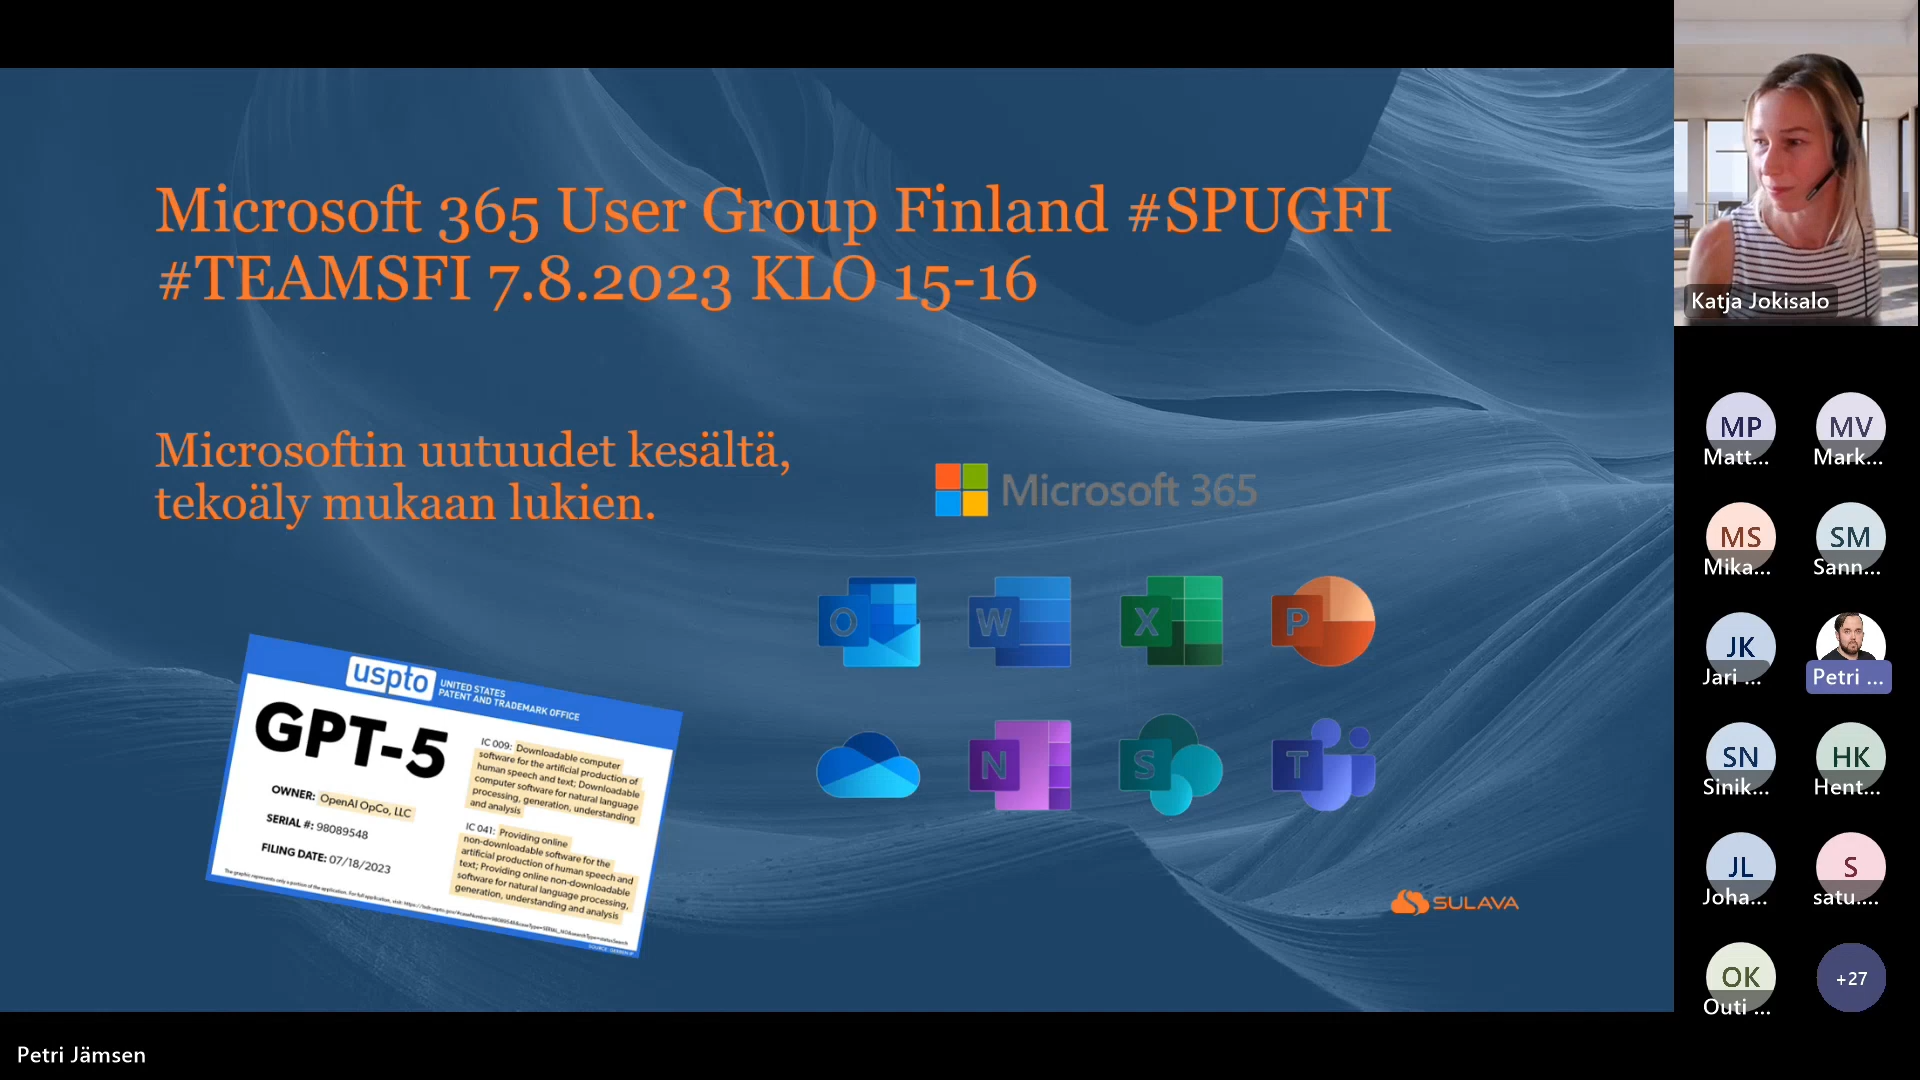 Microsoft 365 User Group Finland #SPUGFI
#TEAMSFI 7.8.2023 KLO 15-16
Microsoftin uutuudet kesältä,
tekoäly mukaan lukien.
Microsoft 365
O
W
X
P
N
S
T
uspto
UNITED STATES
PATENT AND TRADEMARK OFFICE
GPT-5
OWNER: OpenAI OpCo, LLC
SERIAL #: 98089548
FILING DATE: 07/18/2023
IC 009: Downloadable computer
software for the artificial production of
human speech and text; Downloadable
computer software for natural language
processing, generation, understanding
and analysis
IC 041: Providing online
non-downloadable software for the
artificial production of human speech and
text; Providing online non-downloadable
software for natural language processing,
generation, understanding and analysis
SULAVA
Katja Jokisalo
MP
Matt...
MV
Mark...
MS
Mika...
SM
Sann...
JK
Jari ...
Petri ...
SN
Sinik...
HK
Hent...
JL
Joha...
S
satu....
OK
Outi ...
+27
Petri Jämsen